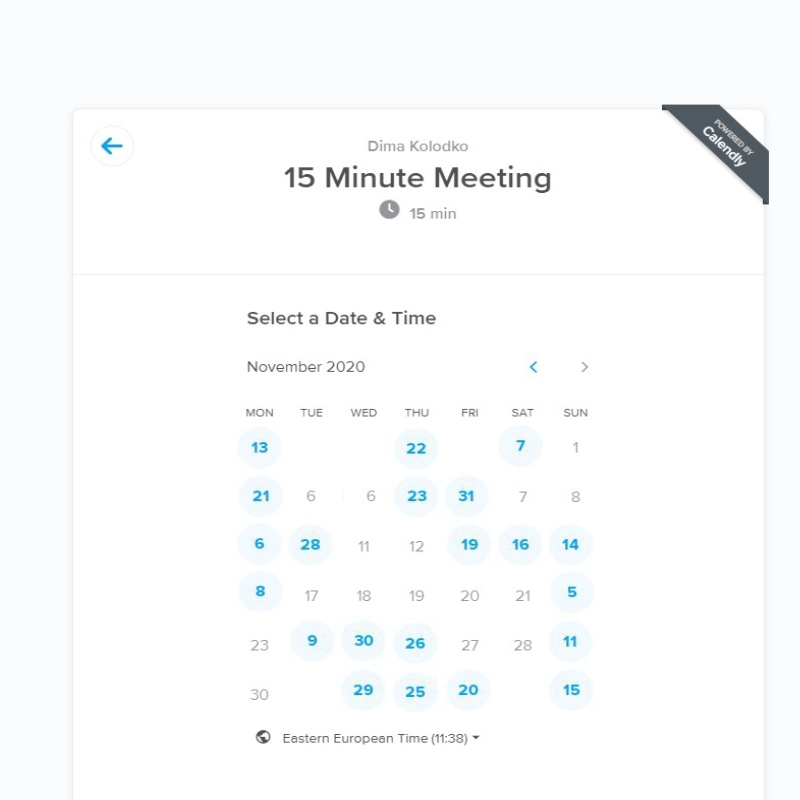 POWERED BY
Calendly
Dima Kolodko
15 Minute Meeting
15 min
Select a Date & Time
November 2020
MON TUE WED THU FRI SAT SUN
13 22 7 1
21 6 6 23 31 7 8
6 28 11 12 19 16 14
8 17 18 19 20 21 5
23 9 30 26 27 28 11
30 29 25 20 15
Eastern European Time (11:38)